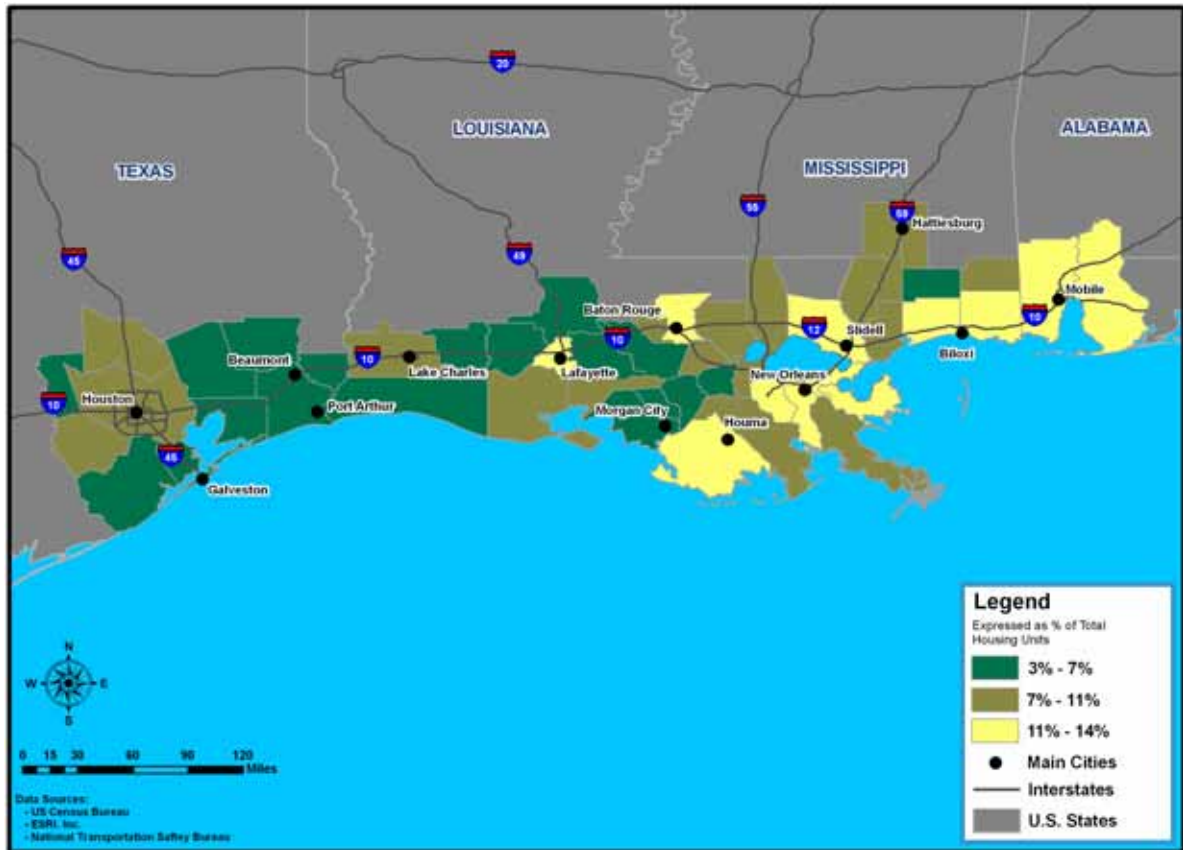 20
LOUISIANA
ALABAMA
TEXAS
MISSISSIPPI
55
59
Hattiesburg
45
49
Mobile
Baton Rouge
10
12
Slidell
10
Biloxi
Beaumont
10
Lake Charles
Lafayette
New Orleans
10
Houston
Port Arthur
Morgan City
Houma
45
Galveston
Legend
Expressed as % of Total
Housing Units
3% - 7%
7% - 11%
11% - 14%
Main Cities
Interstates
U.S. States
N
W
E
S
0 15 30 60 90 120
Miles
Data Sources:
- US Census Bureau
- ESRI, Inc.
- National Transportation Saftey Bureau